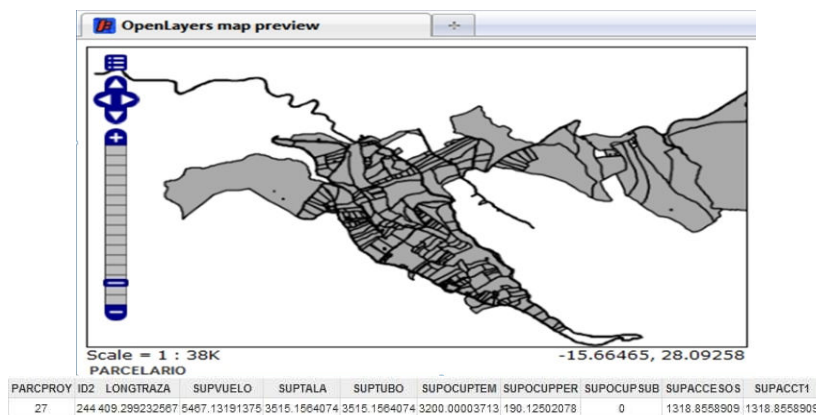 OpenLayers map preview
Scale = 1 : 38K
-15.66465, 28.09258
PARCELARIO
PARCPROY ID2 LONGTRAZA SUPVUELO SUPTALA SUPTUBO SUPOCUPTEM SUPOCUPPER SUPOCUPSUB SUPACCESOS SUPACCT1
27 244 409.299232567 5467.13191375 3515.1564074 3515.1564074 3200.00003713 190.12502078 0 1318.8558909 1318.8558909